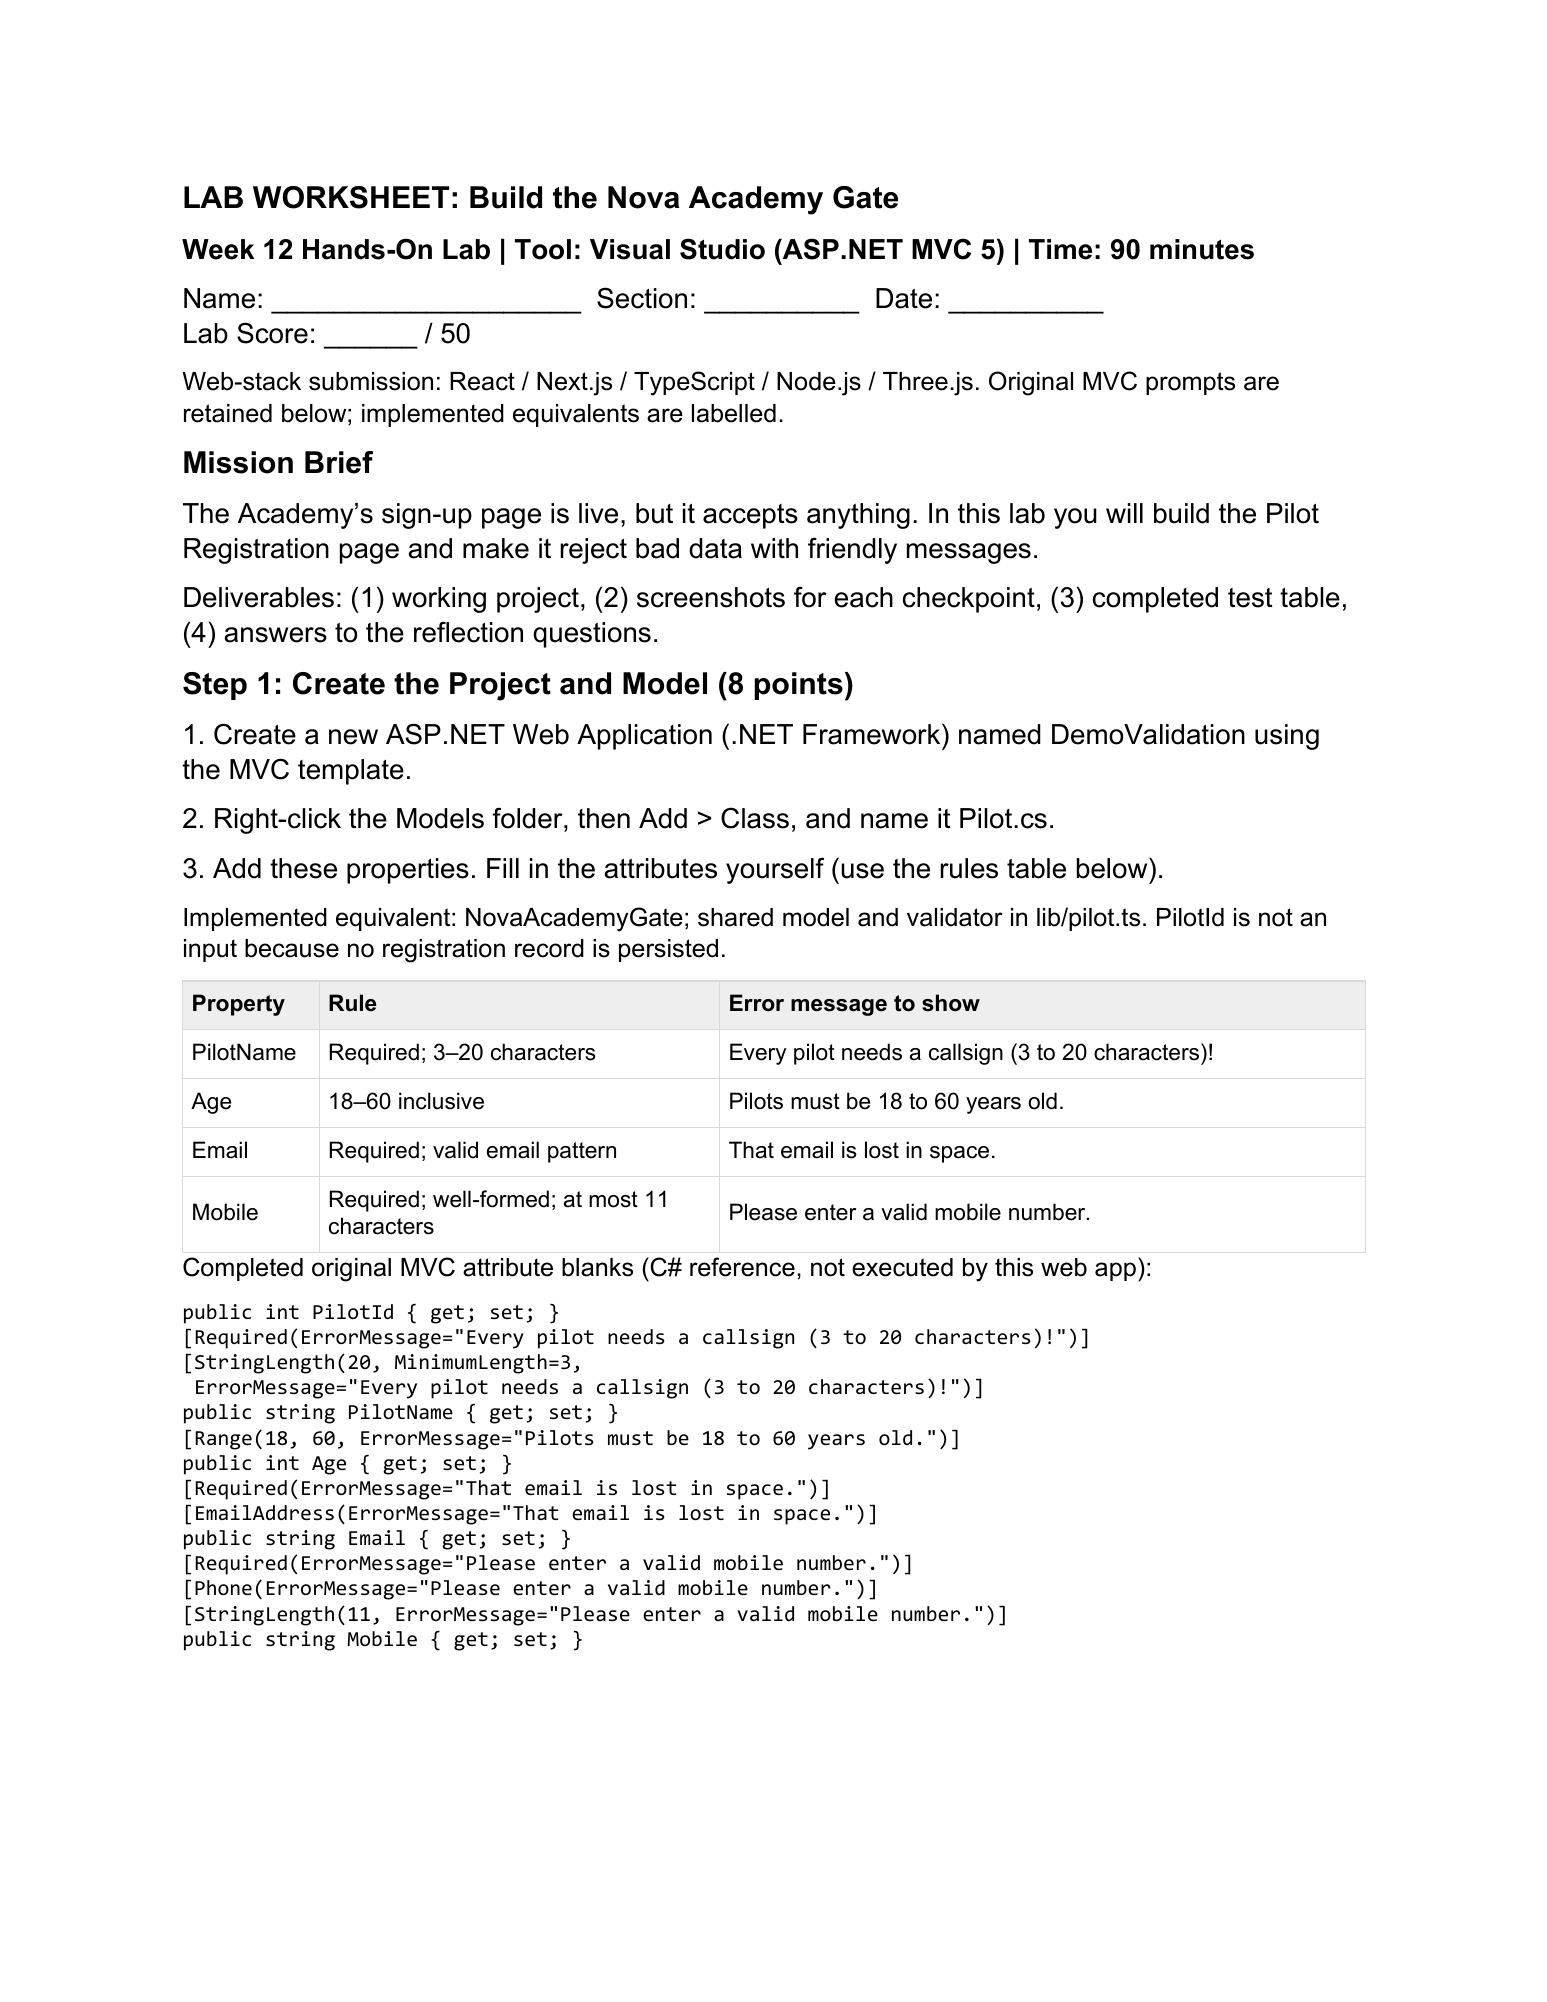 LAB WORKSHEET: Build the Nova Academy Gate
Week 12 Hands-On Lab | Tool: Visual Studio (ASP.NET MVC 5) | Time: 90 minutes
Name: ____________________ Section: __________ Date: __________
Lab Score: ______ / 50
Web-stack submission: React / Next.js / TypeScript / Node.js / Three.js. Original MVC prompts are
retained below; implemented equivalents are labelled.
Mission Brief
The Academy’s sign-up page is live, but it accepts anything. In this lab you will build the Pilot
Registration page and make it reject bad data with friendly messages.
Deliverables: (1) working project, (2) screenshots for each checkpoint, (3) completed test table,
(4) answers to the reflection questions.
Step 1: Create the Project and Model (8 points)
1. Create a new ASP.NET Web Application (.NET Framework) named DemoValidation using
the MVC template.
2. Right-click the Models folder, then Add > Class, and name it Pilot.cs.
3. Add these properties. Fill in the attributes yourself (use the rules table below).
Implemented equivalent: NovaAcademyGate; shared model and validator in lib/pilot.ts. PilotId is not an
input because no registration record is persisted.
Property Rule Error message to show
PilotName Required; 3–20 characters Every pilot needs a callsign (3 to 20 characters)!
Age 18–60 inclusive Pilots must be 18 to 60 years old.
Email Required; valid email pattern That email is lost in space.
Mobile Required; well-formed; at most 11
characters Please enter a valid mobile number.
Completed original MVC attribute blanks (C# reference, not executed by this web app):
public int PilotId { get; set; }
[Required(ErrorMessage="Every pilot needs a callsign (3 to 20 characters)!")]
[StringLength(20, MinimumLength=3,
 ErrorMessage="Every pilot needs a callsign (3 to 20 characters)!")]
public string PilotName { get; set; }
[Range(18, 60, ErrorMessage="Pilots must be 18 to 60 years old.")]
public int Age { get; set; }
[Required(ErrorMessage="That email is lost in space.")]
[EmailAddress(ErrorMessage="That email is lost in space.")]
public string Email { get; set; }
[Required(ErrorMessage="Please enter a valid mobile number.")]
[Phone(ErrorMessage="Please enter a valid mobile number.")]
[StringLength(11, ErrorMessage="Please enter a valid mobile number.")]
public string Mobile { get; set; }